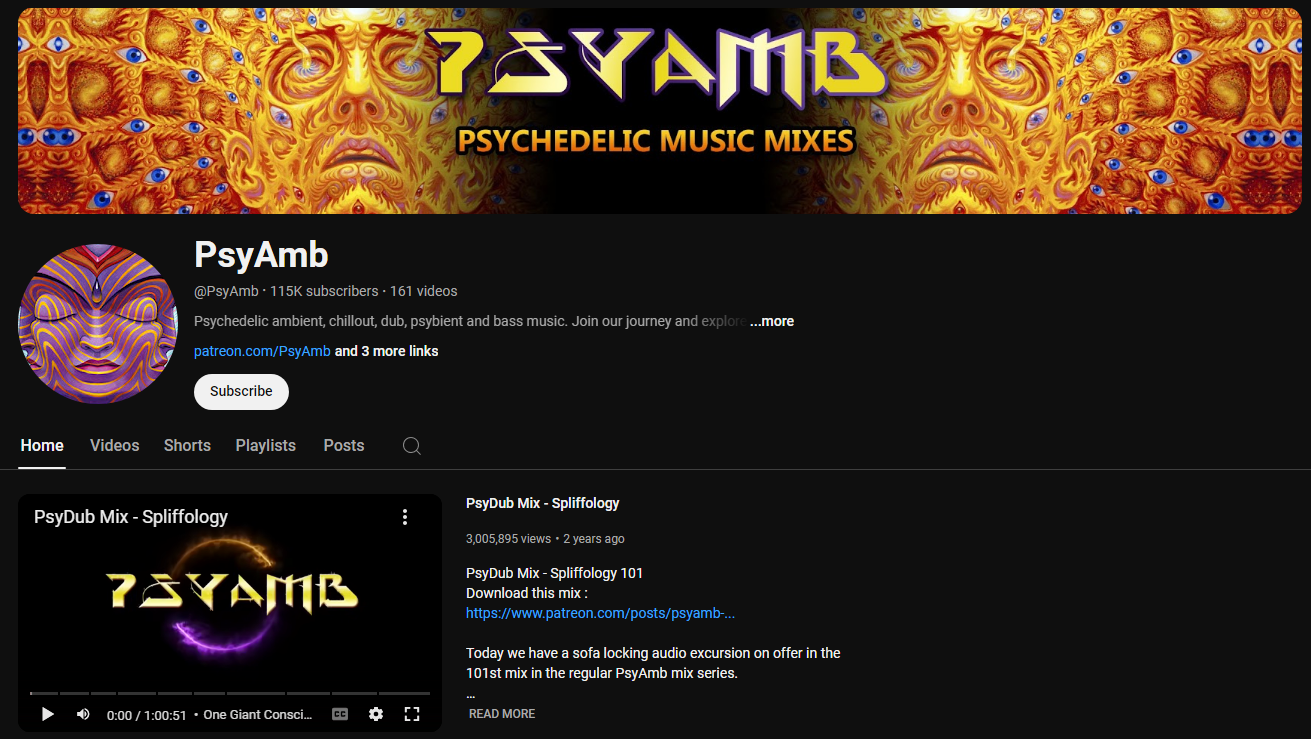 PSYAMB
PSYCHEDELIC MUSIC MIXES
PsyAmb
@PsyAmb • 115K subscribers • 161 videos
Psychedelic ambient, chillout, dub, psybient and bass music. Join our journey and explore ...more
patreon.com/PsyAmb and 3 more links
Subscribe
Home Videos Shorts Playlists Posts
PsyDub Mix - Spliffology
PSYAMB
0:00 / 1:00:51 • One Giant Consci...
CC
PsyDub Mix - Spliffology
3,005,895 views • 2 years ago
PsyDub Mix - Spliffology 101
Download this mix :
https://www.patreon.com/posts/psyamb-...
Today we have a sofa locking audio excursion on offer in the
101st mix in the regular PsyAmb mix series.
...
READ MORE